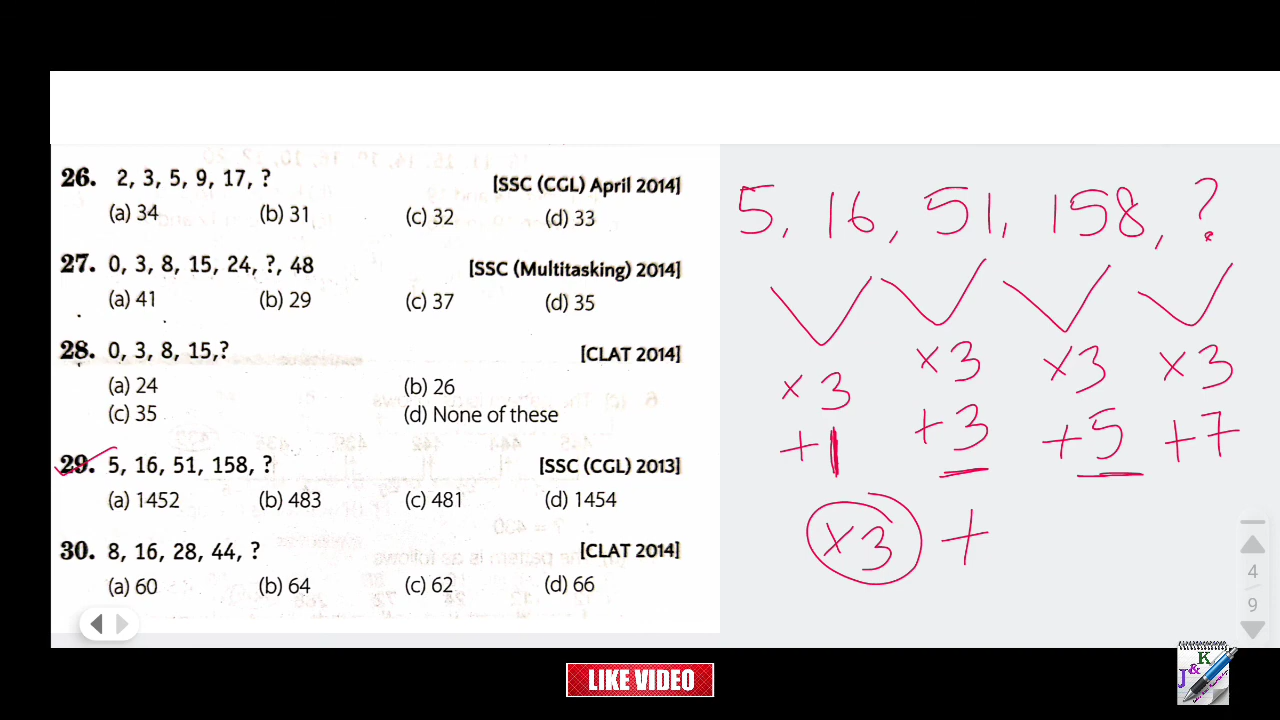 26. 2, 3, 5, 9, 17, ? [SSC (CGL) April 2014]
(a) 34 (b) 31 (c) 32 (d) 33
27. 0, 3, 8, 15, 24, ?, 48 [SSC (Multitasking) 2014]
(a) 41 (b) 29 (c) 37 (d) 35
28. 0, 3, 8, 15,? [CLAT 2014]
(a) 24 (b) 26
(c) 35 (d) None of these
29. 5, 16, 51, 158, ? [SSC (CGL) 2013]
(a) 1452 (b) 483 (c) 481 (d) 1454
30. 8, 16, 28, 44, ? [CLAT 2014]
(a) 60 (b) 64 (c) 62 (d) 66
5, 16, 51, 158, ?
×3 ×3 ×3 ×3
+1 +3 +5 +7
×3 +
4
9
J&K
LIKE VIDEO